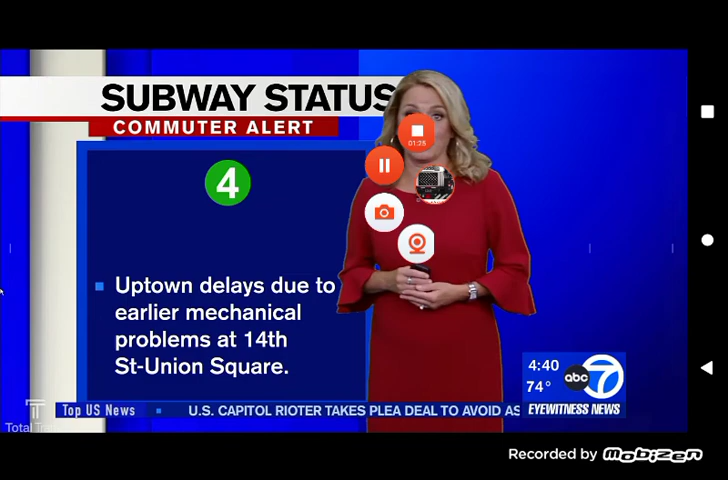 SUBWAY STATUS
COMMUTER ALERT
4
Uptown delays due to
earlier mechanical
problems at 14th
St-Union Square.
01:25
4:40
74°
abc 7
EYEWITNESS NEWS
Top US News
U.S. CAPITOL RIOTER TAKES PLEA DEAL TO AVOID AS
Total Tra
Recorded by mobizen